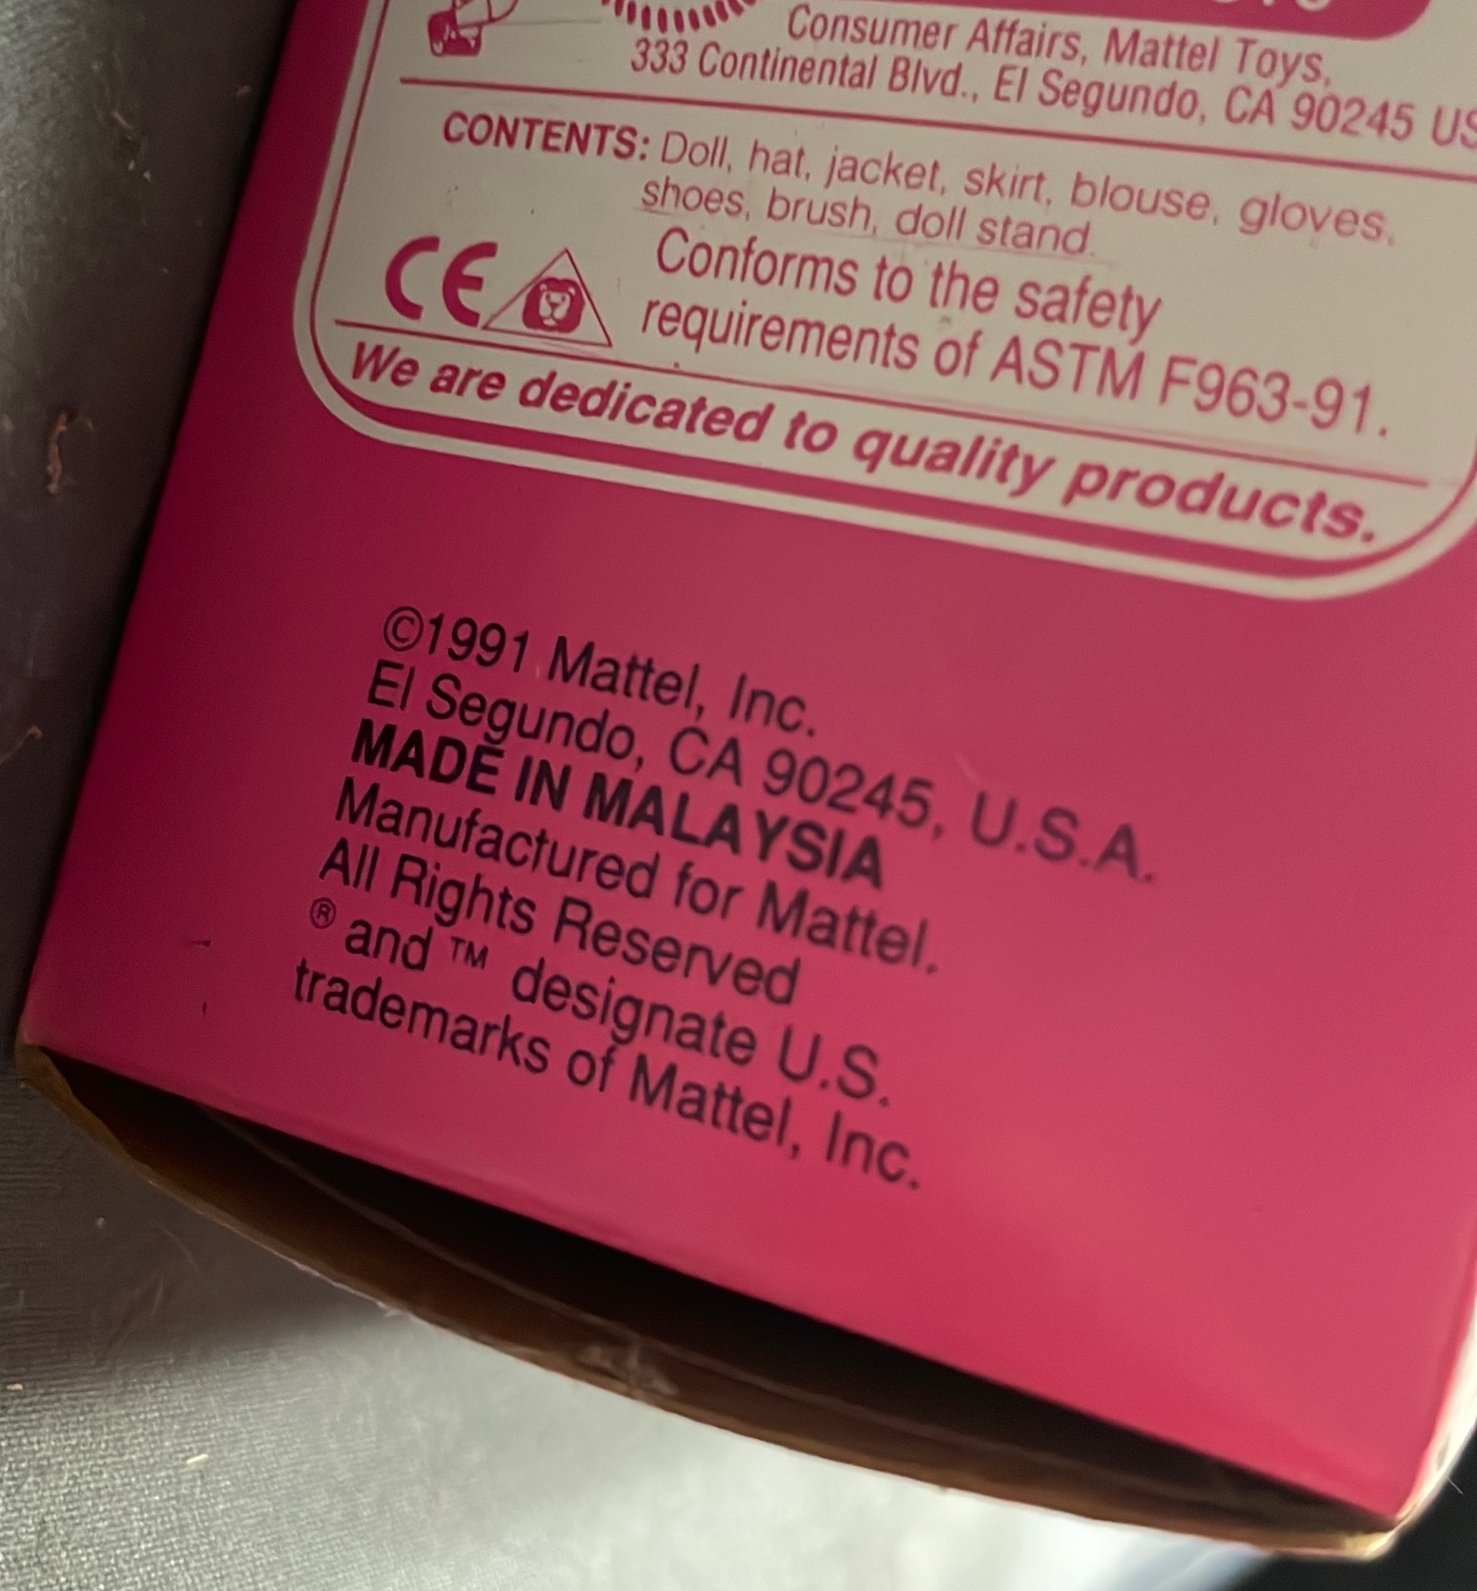 Consumer Affairs, Mattel Toys,
333 Continental Blvd., El Segundo, CA 90245 US
CONTENTS: Doll, hat, jacket, skirt, blouse, gloves,
shoes, brush, doll stand.
CE
Conforms to the safety
requirements of ASTM F963-91.
We are dedicated to quality products.
©1991 Mattel, Inc.
El Segundo, CA 90245, U.S.A.
MADE IN MALAYSIA
Manufactured for Mattel.
All Rights Reserved
® and ™ designate U.S.
trademarks of Mattel, Inc.